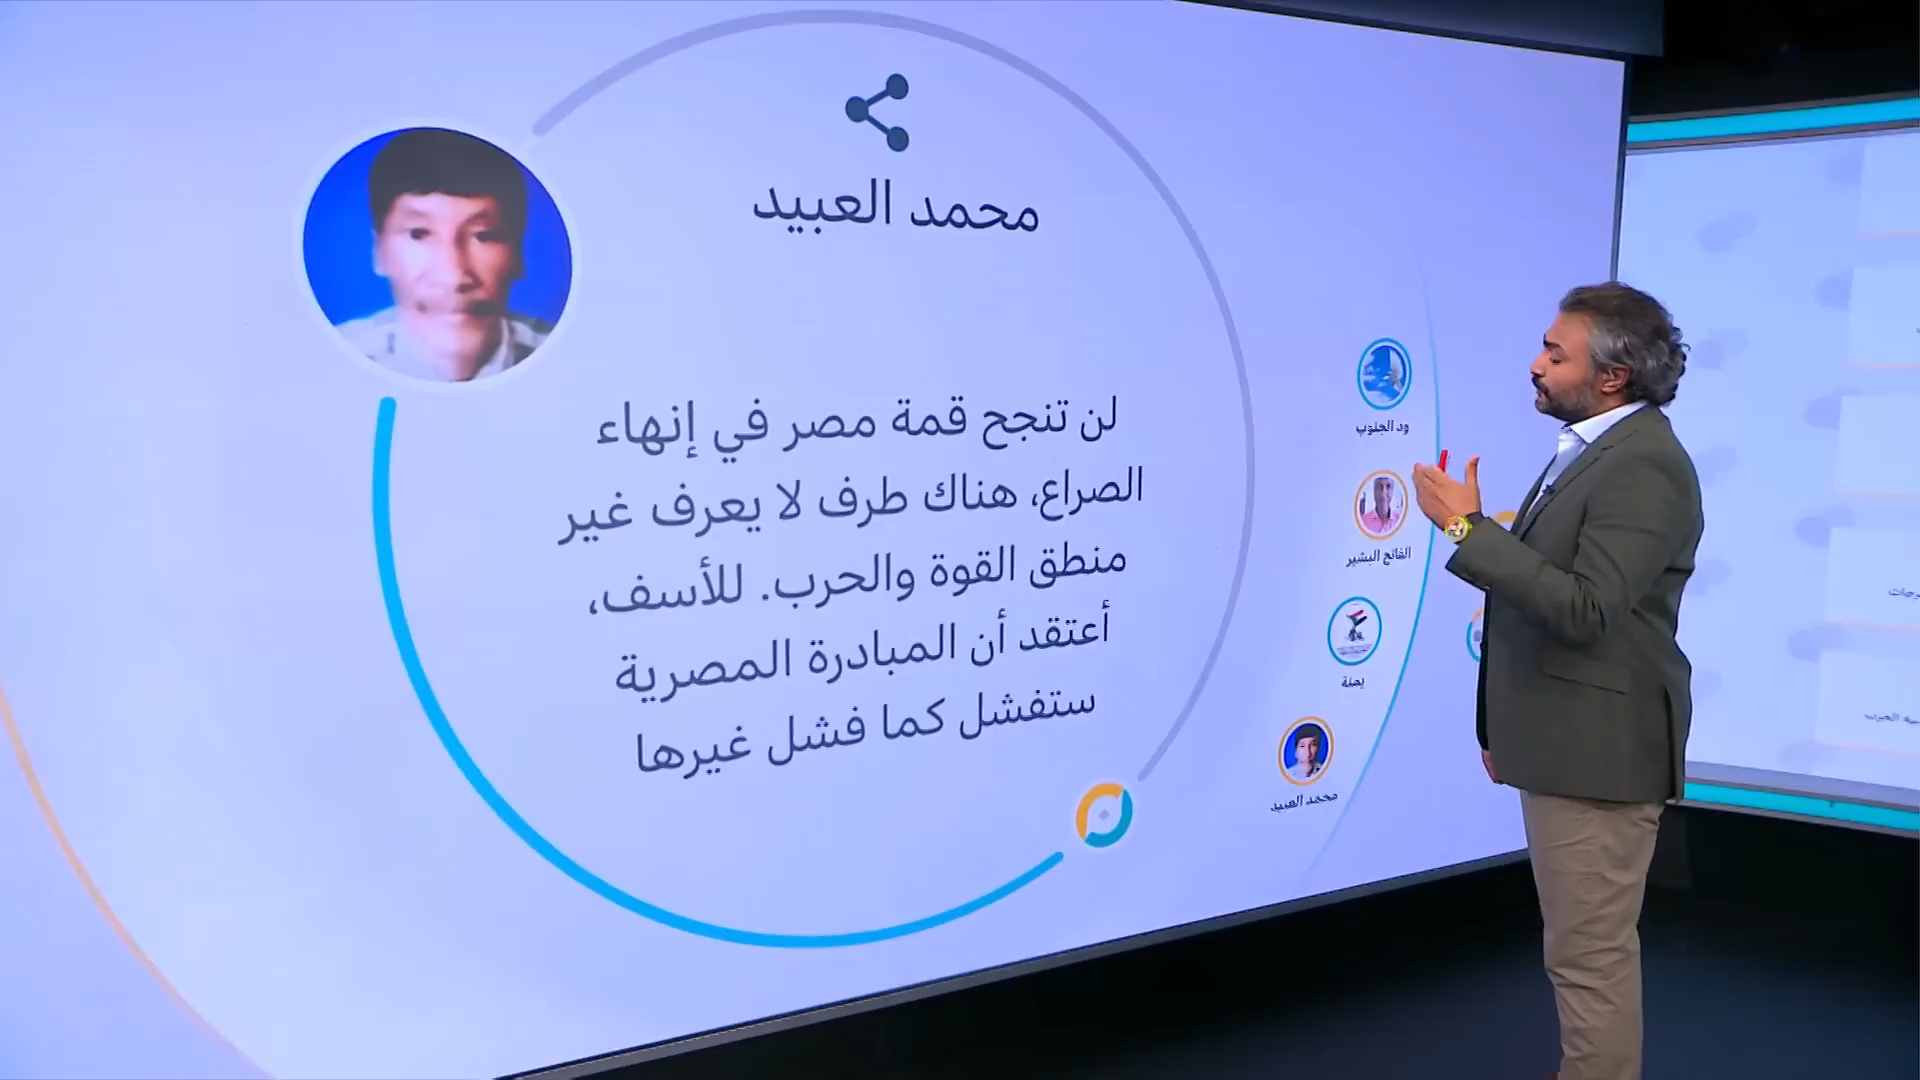 محمد العبيد
لن تنجح قمة مصر في إنهاء
الصراع، هناك طرف لا يعرف غير
منطق القوة والحرب. للأسف،
أعتقد أن المبادرة المصرية
ستفشل كما فشل غيرها
ود الجنوب
الفاتح البشير
يمنة
محمد العبيد